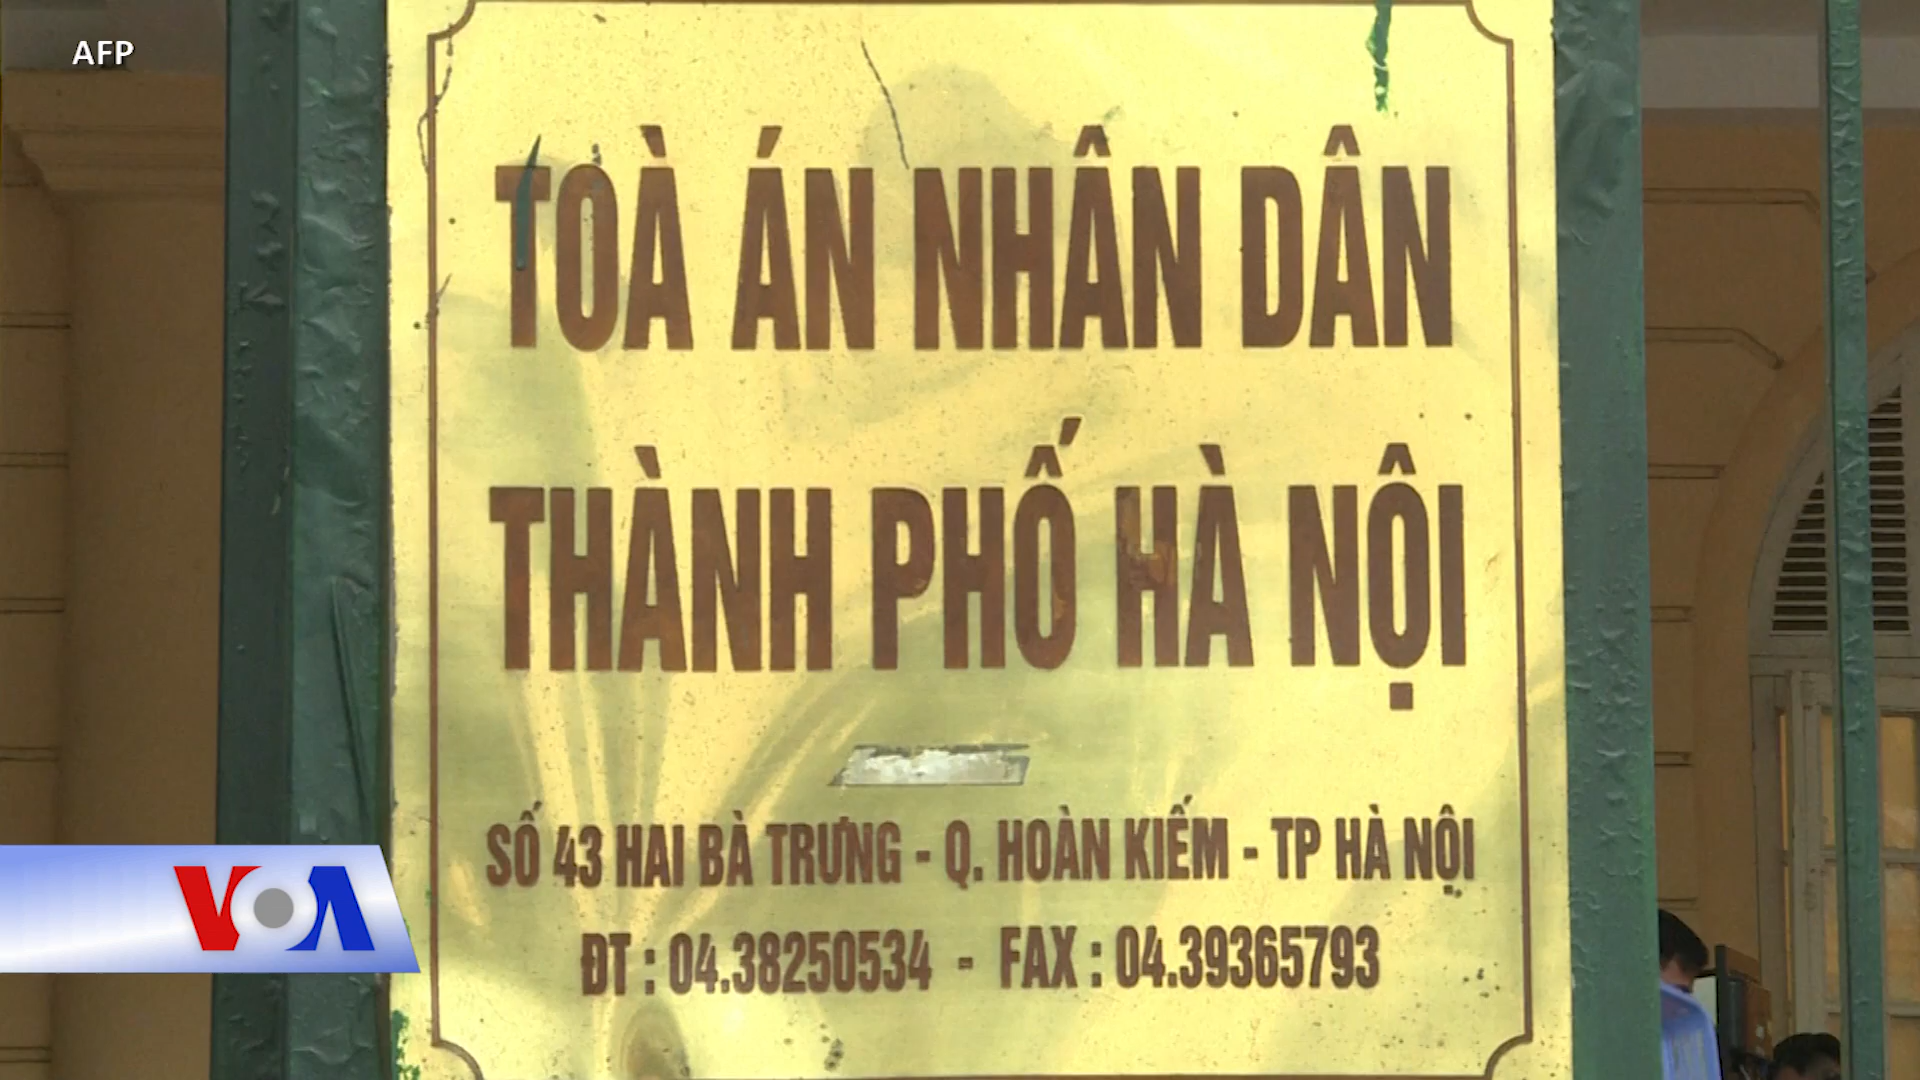 AFP
TOÀ ÁN NHÂN DÂN
THÀNH PHỐ HÀ NỘI
SỐ 43 HAI BÀ TRƯNG - Q. HOÀN KIẾM - TP HÀ NỘI
ĐT : 04.38250534 - FAX : 04.39365793
VOA